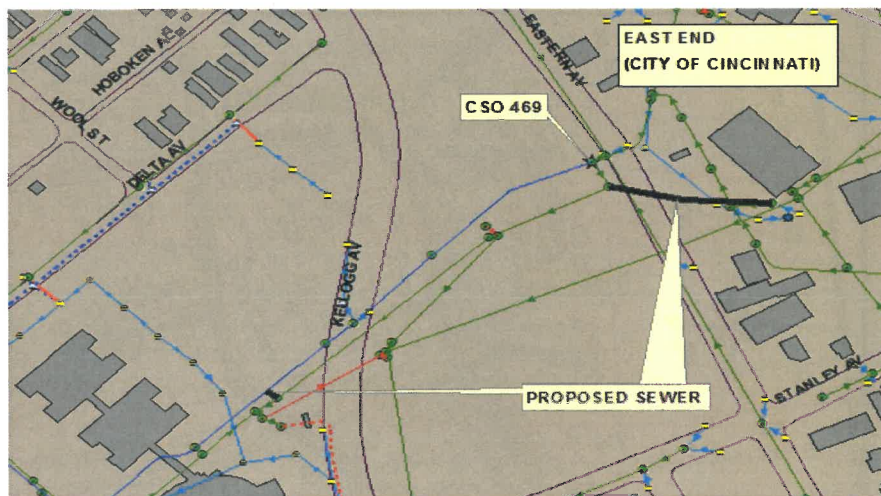 EAST END
(CITY OF CINCINNATI)
EASTERN AV
HOBOKEN A
CSO 469
WOOL ST
DELTA AV
KELLOGG AV
STANLEY AV
PROPOSED SEWER